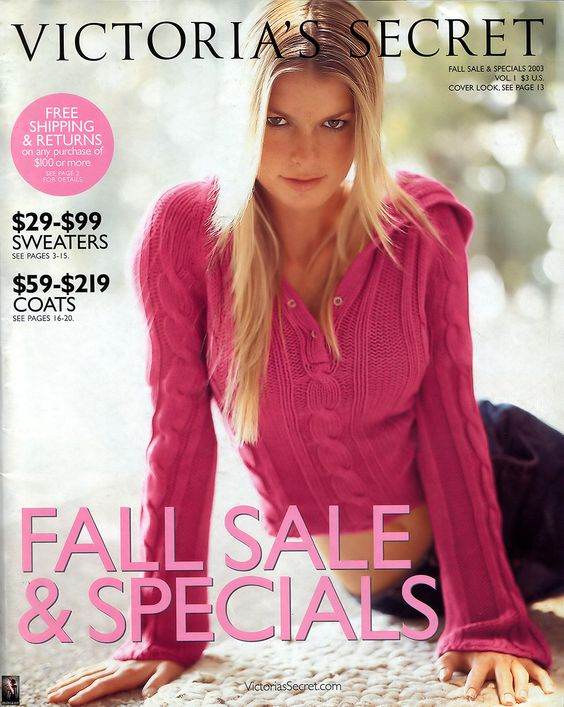 VICTORIA'S SECRET
FALL SALE & SPECIALS 2003
VOL. 1 $3 U.S.
COVER LOOK, SEE PAGE 13
FREE
SHIPPING
& RETURNS
on any purchase of
$100 or more
SEE PAGE 2
FOR DETAILS
$29-$99
SWEATERS
SEE PAGES 3-15.
$59-$219
COATS
SEE PAGES 16-20.
FALL SALE
& SPECIALS
VictoriasSecret.com